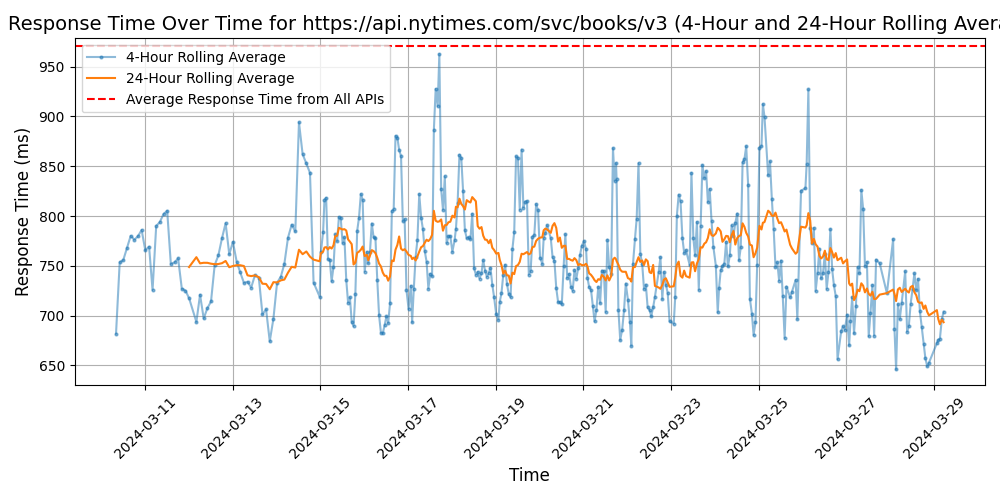 Response Time Over Time for https://api.nytimes.com/svc/books/v3 (4-Hour and 24-Hour Rolling Avera
4-Hour Rolling Average
24-Hour Rolling Average
Average Response Time from All APIs
Response Time (ms)
950
900
850
800
750
700
650
2024-03-11
2024-03-13
2024-03-15
2024-03-17
2024-03-19
2024-03-21
2024-03-23
2024-03-25
2024-03-27
2024-03-29
Time